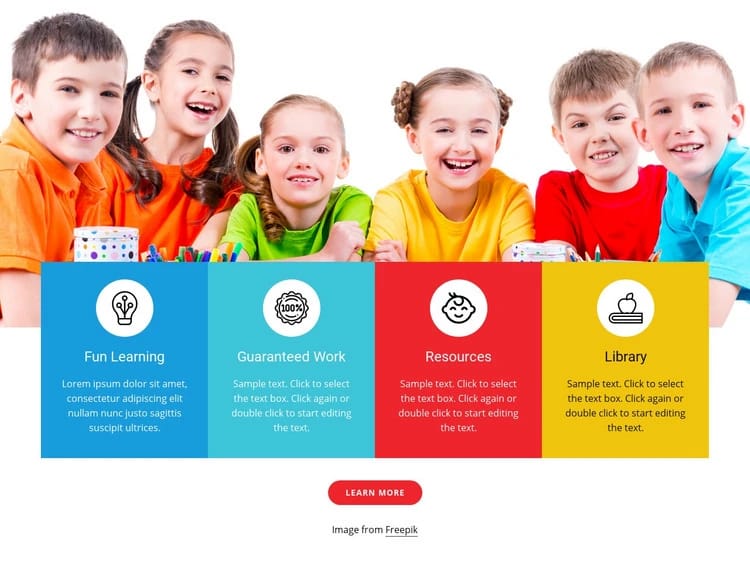 100%
Fun Learning
Lorem ipsum dolor sit amet,
consectetur adipiscing elit
nullam nunc justo sagittis
suscipit ultrices.
Guaranteed Work
Sample text. Click to select
the text box. Click again or
double click to start editing
the text.
Resources
Sample text. Click to select
the text box. Click again or
double click to start editing
the text.
Library
Sample text. Click to select
the text box. Click again or
double click to start editing
the text.
LEARN MORE
Image from Freepik